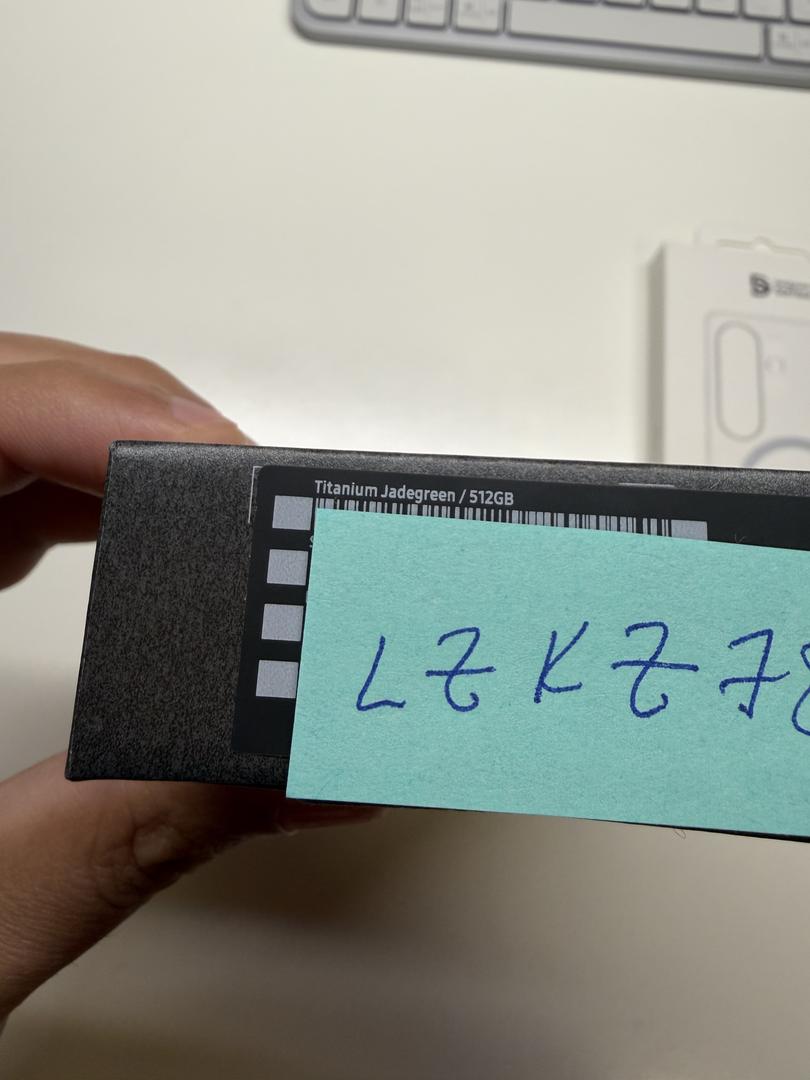 Titanium Jadegreen / 512GB
LZKZ7